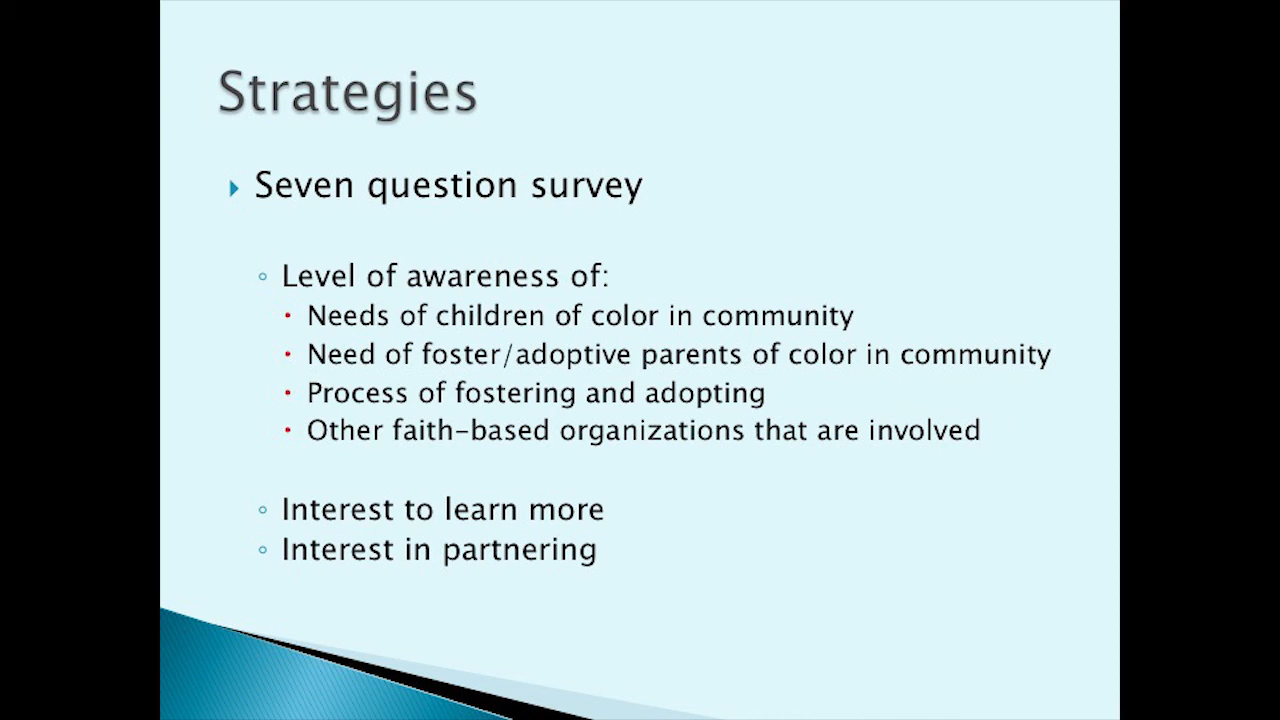 Strategies
Seven question survey
Level of awareness of:
Needs of children of color in community
Need of foster/adoptive parents of color in community
Process of fostering and adopting
Other faith-based organizations that are involved
Interest to learn more
Interest in partnering